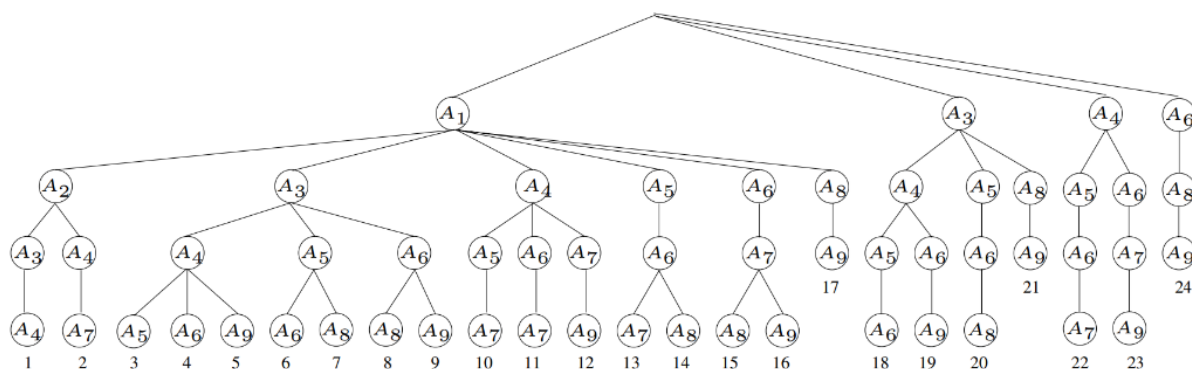 A1 A3 A4 A6
A2 A3 A4 A5 A6 A8 A4 A5 A8 A5 A6 A8
A3 A4 A4 A5 A6 A5 A6 A7 A6 A7 A9 A5 A6 A6 A9 A6 A7 A9
17 21 24
A4 A7 A5 A6 A9 A6 A8 A8 A9 A7 A7 A9 A7 A8 A8 A9 A6 A9 A8 A7 A9
1 2 3 4 5 6 7 8 9 10 11 12 13 14 15 16 18 19 20 22 23